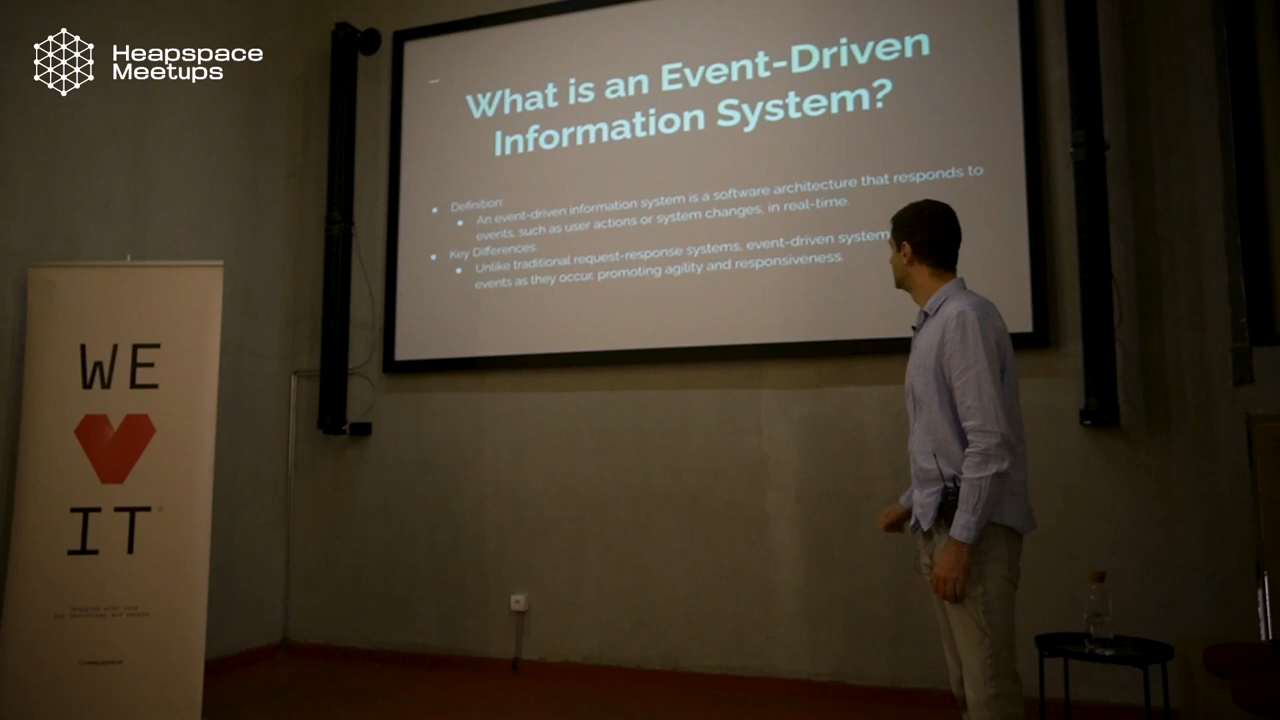 Heapspace
Meetups
What is an Event-Driven
Information System?
Definition:
An event-driven information system is a software architecture that responds to
events, such as user actions or system changes, in real-time.
Key Differences:
Unlike traditional request-response systems, event-driven system
events as they occur, promoting agility and responsiveness.
WE
IT